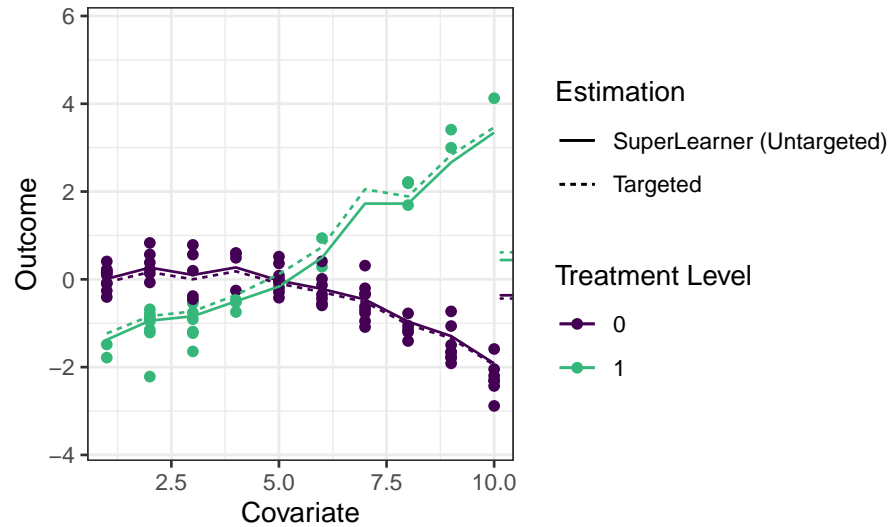 6
4
2
0
−2
−4
Outcome
2.5
5.0
7.5
10.0
Covariate
Estimation
SuperLearner (Untargeted)
Targeted
Treatment Level
0
1